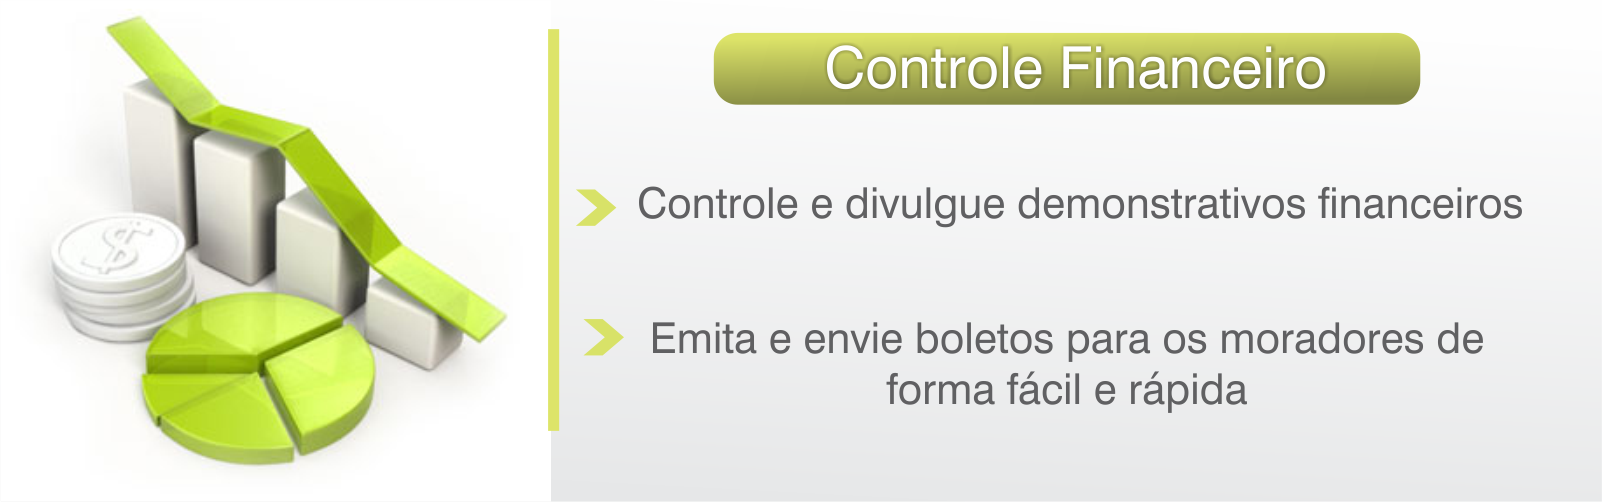 Controle Financeiro
Controle e divulgue demonstrativos financeiros
Emita e envie boletos para os moradores de
forma fácil e rápida
$